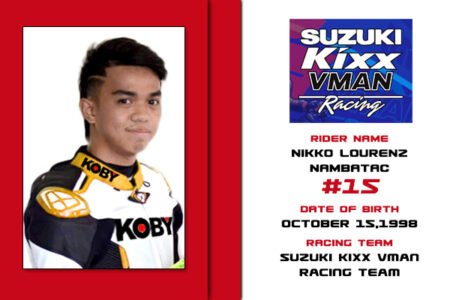 KOBY
KOBY
SUZUKI
Kixx
VMAN
Racing
RIDER NAME
NIKKO LOURENZ
NAMBATAC
#15
DATE OF BIRTH
OCTOBER 15,1998
RACING TEAM
SUZUKI KIXX VMAN
RACING TEAM